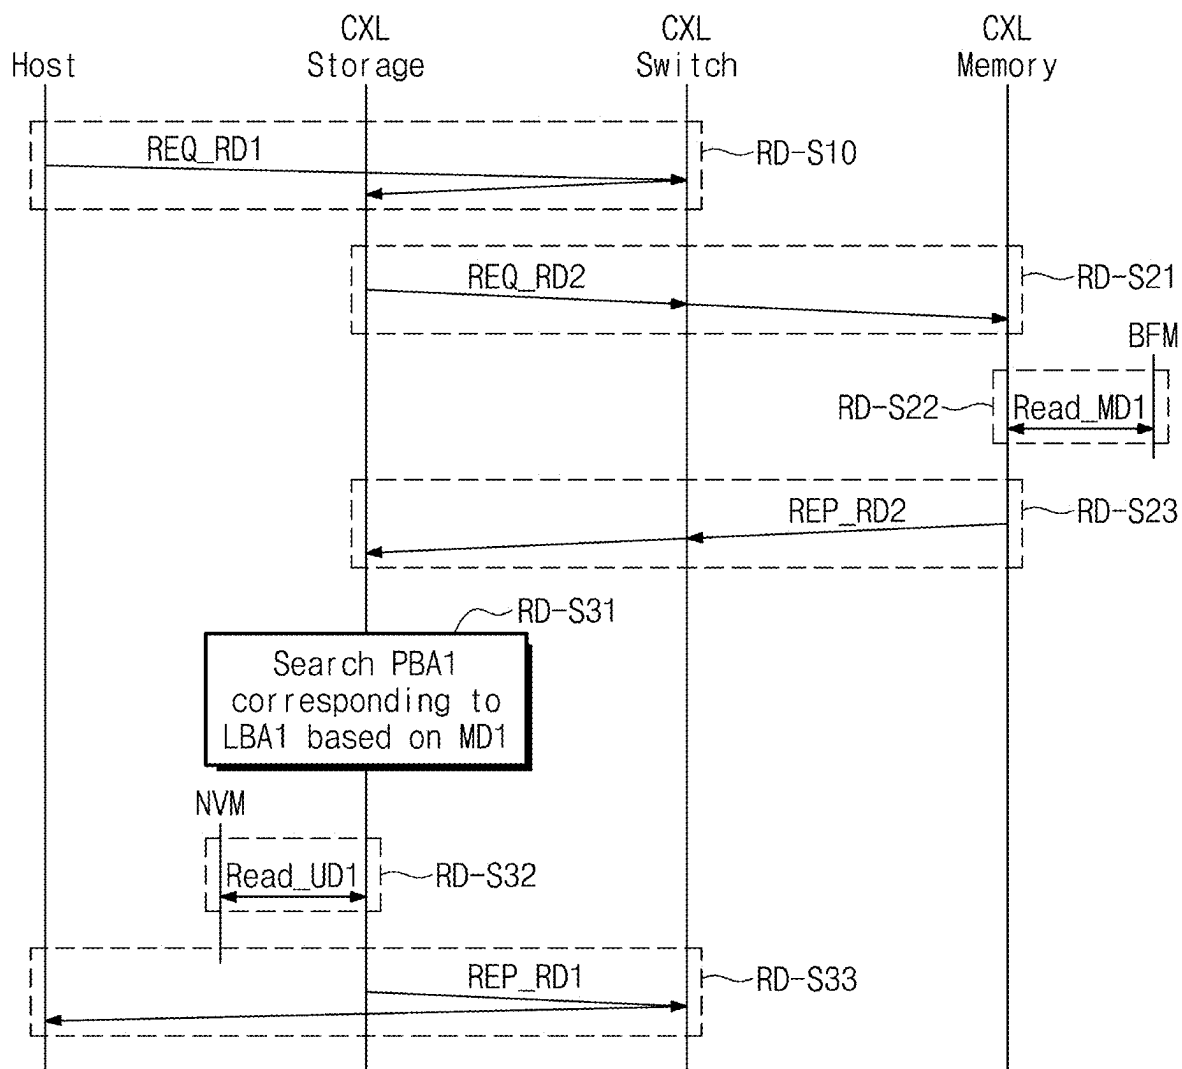 CXL CXL CXL
Host Storage Switch Memory
REQ_RD1
RD-S10
REQ_RD2
RD-S21
BFM
RD-S22
Read_MD1
REP_RD2
RD-S23
RD-S31
Search PBA1
corresponding to
LBA1 based on MD1
NVM
Read_UD1
RD-S32
REP_RD1
RD-S33